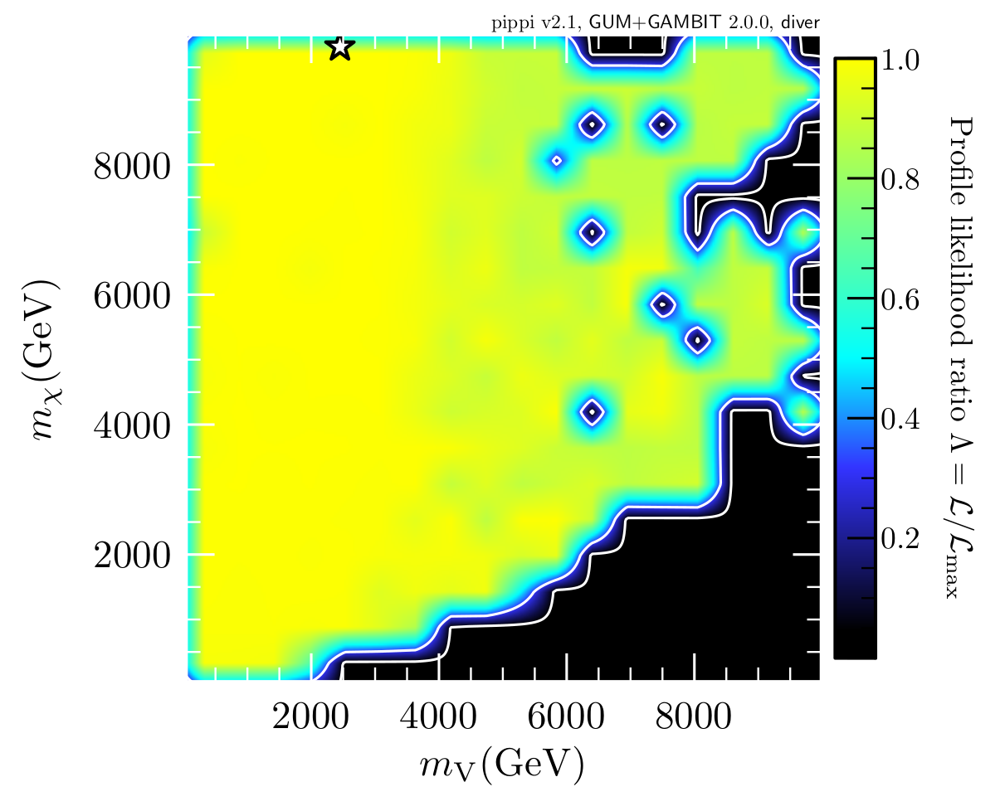 pippi v2.1, GUM+GAMBIT 2.0.0, diver
1.0
0.8
0.6
0.4
0.2
Profile likelihood ratio Λ = ℒ/ℒmax
8000
6000
4000
2000
mχ(GeV)
2000 4000 6000 8000
mV(GeV)